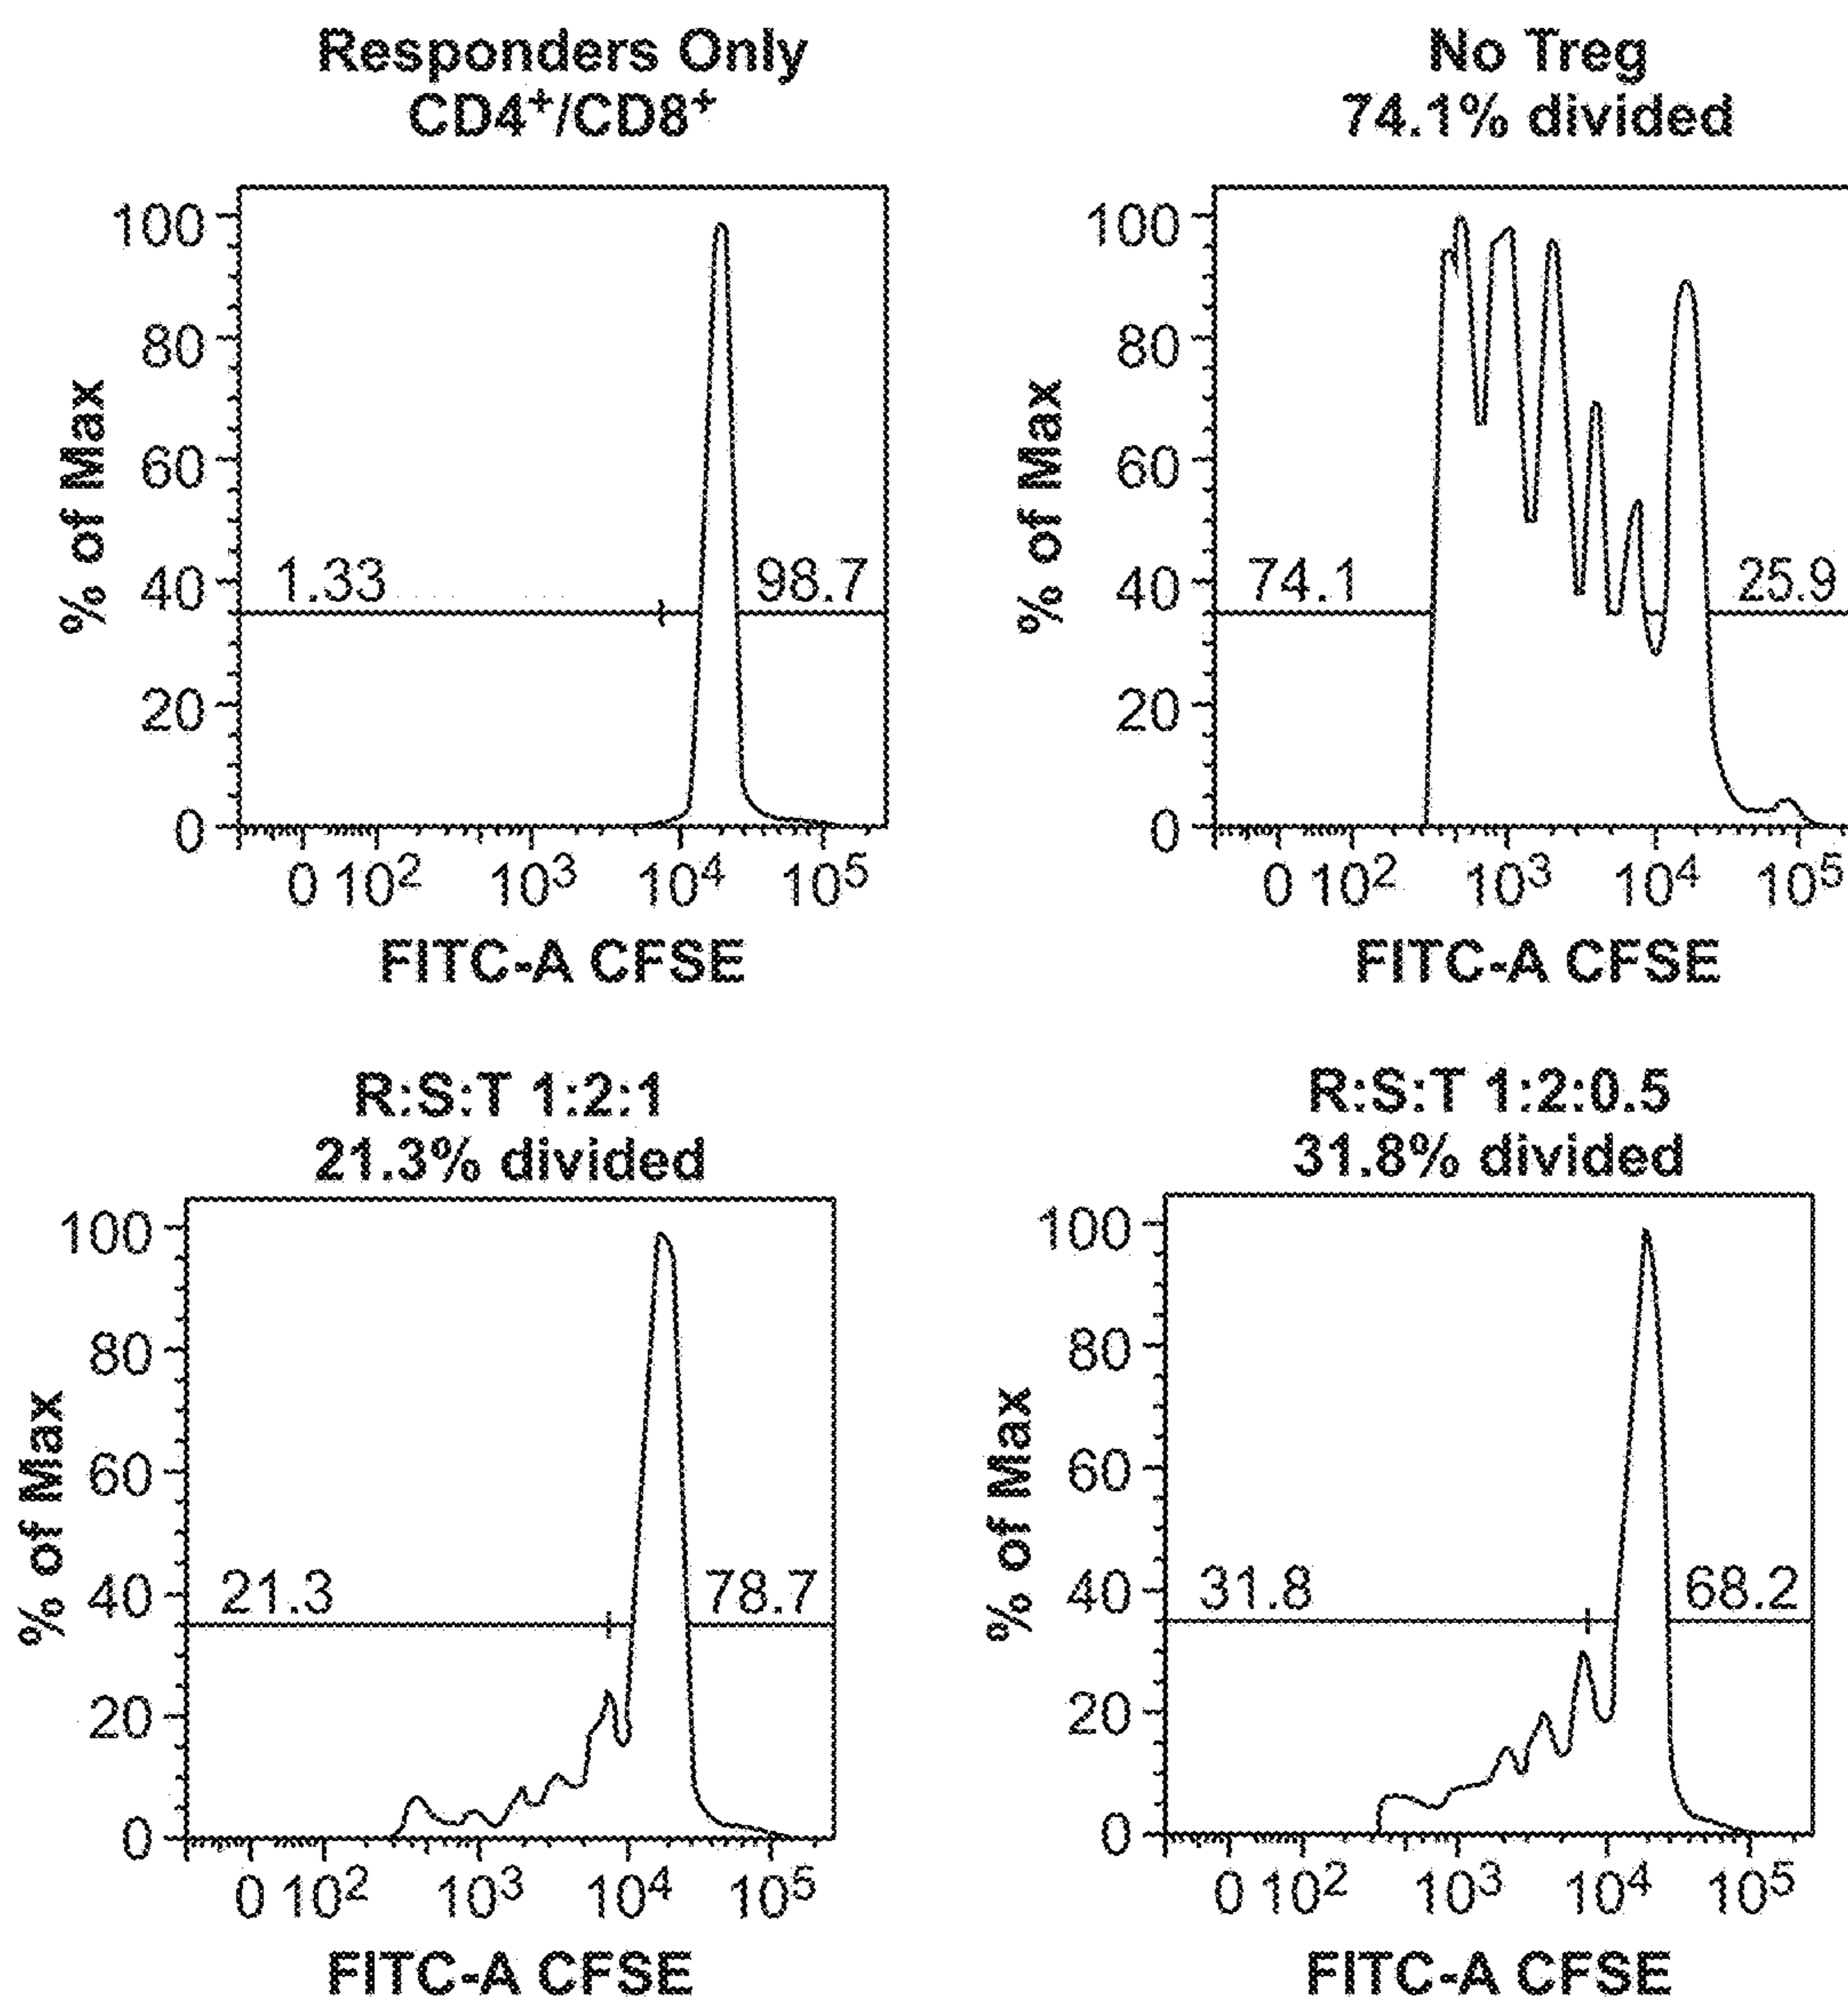 Responders Only
CD4⁺/CD8⁺
% of Max
100
80
60
40
20
0
1.33
98.7
0 10² 10³ 10⁴ 10⁵
FITC-A CFSE
No Treg
74.1% divided
% of Max
100
80
60
40
20
0
74.1
25.9
0 10² 10³ 10⁴ 10⁵
FITC-A CFSE
R:S:T 1:2:1
21.3% divided
% of Max
100
80
60
40
20
0
21.3
78.7
0 10² 10³ 10⁴ 10⁵
FITC-A CFSE
R:S:T 1:2:0.5
31.8% divided
% of Max
100
80
60
40
20
0
31.8
68.2
0 10² 10³ 10⁴ 10⁵
FITC-A CFSE